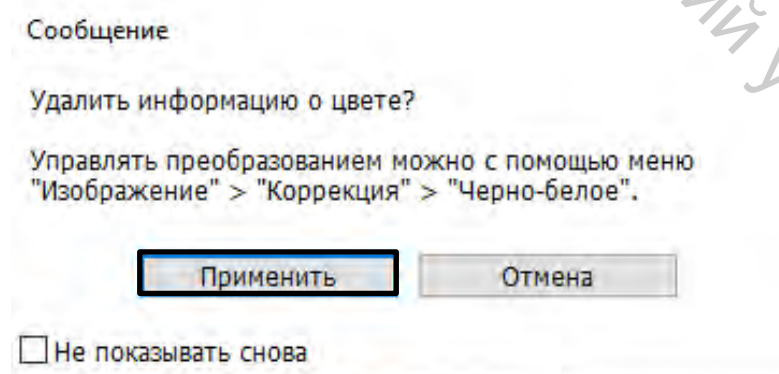 Сообщение
Удалить информацию о цвете?
Управлять преобразованием можно с помощью меню
"Изображение" > "Коррекция" > "Черно-белое".
Применить Отмена
Не показывать снова